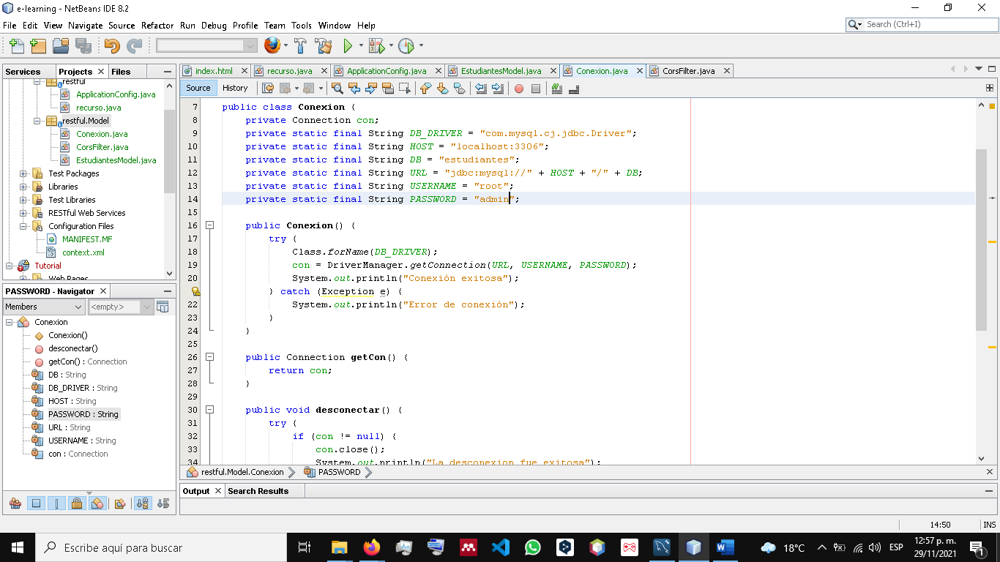 e-learning - NetBeans IDE 8.2
File Edit View Navigate Source Refactor Run Debug Profile Team Tools Window Help
Search (Ctrl+I)
Services Projects Files
restful
ApplicationConfig.java
recurso.java
restful.Model
Conexion.java
CorsFilter.java
EstudiantesModel.java
Test Packages
Libraries
Test Libraries
RESTful Web Services
Configuration Files
MANIFEST.MF
context.xml
Tutorial
Web Pages
PASSWORD - Navigator
Members <empty>
Conexion
Conexion()
desconectar()
getCon() : Connection
DB : String
DB_DRIVER : String
HOST : String
PASSWORD : String
URL : String
USERNAME : String
con : Connection
index.html recurso.java ApplicationConfig.java EstudiantesModel.java Conexion.java CorsFilter.java
Source History
7 public class Conexion {
8 private Connection con;
9 private static final String DB_DRIVER = "com.mysql.cj.jdbc.Driver";
10 private static final String HOST = "localhost:3306";
11 private static final String DB = "estudiantes";
12 private static final String URL = "jdbc:mysql://" + HOST + "/" + DB;
13 private static final String USERNAME = "root";
14 private static final String PASSWORD = "admin";
15
16 public Conexion() {
17 try {
18 Class.forName(DB_DRIVER);
19 con = DriverManager.getConnection(URL, USERNAME, PASSWORD);
20 System.out.println("Conexión exitosa");
} catch (Exception e) {
22 System.out.println("Error de conexión");
23 }
24 }
25
26 public Connection getCon() {
27 return con;
28 }
29
30 public void desconectar() {
31 try {
32 if (con != null) {
33 con.close();
34 System.out.println("La desconexion fue exitosa");
restful.Model.Conexion PASSWORD
Output Search Results
14:50 INS
Escribe aquí para buscar
18°C ESP 12:57 p. m.
29/11/2021
1